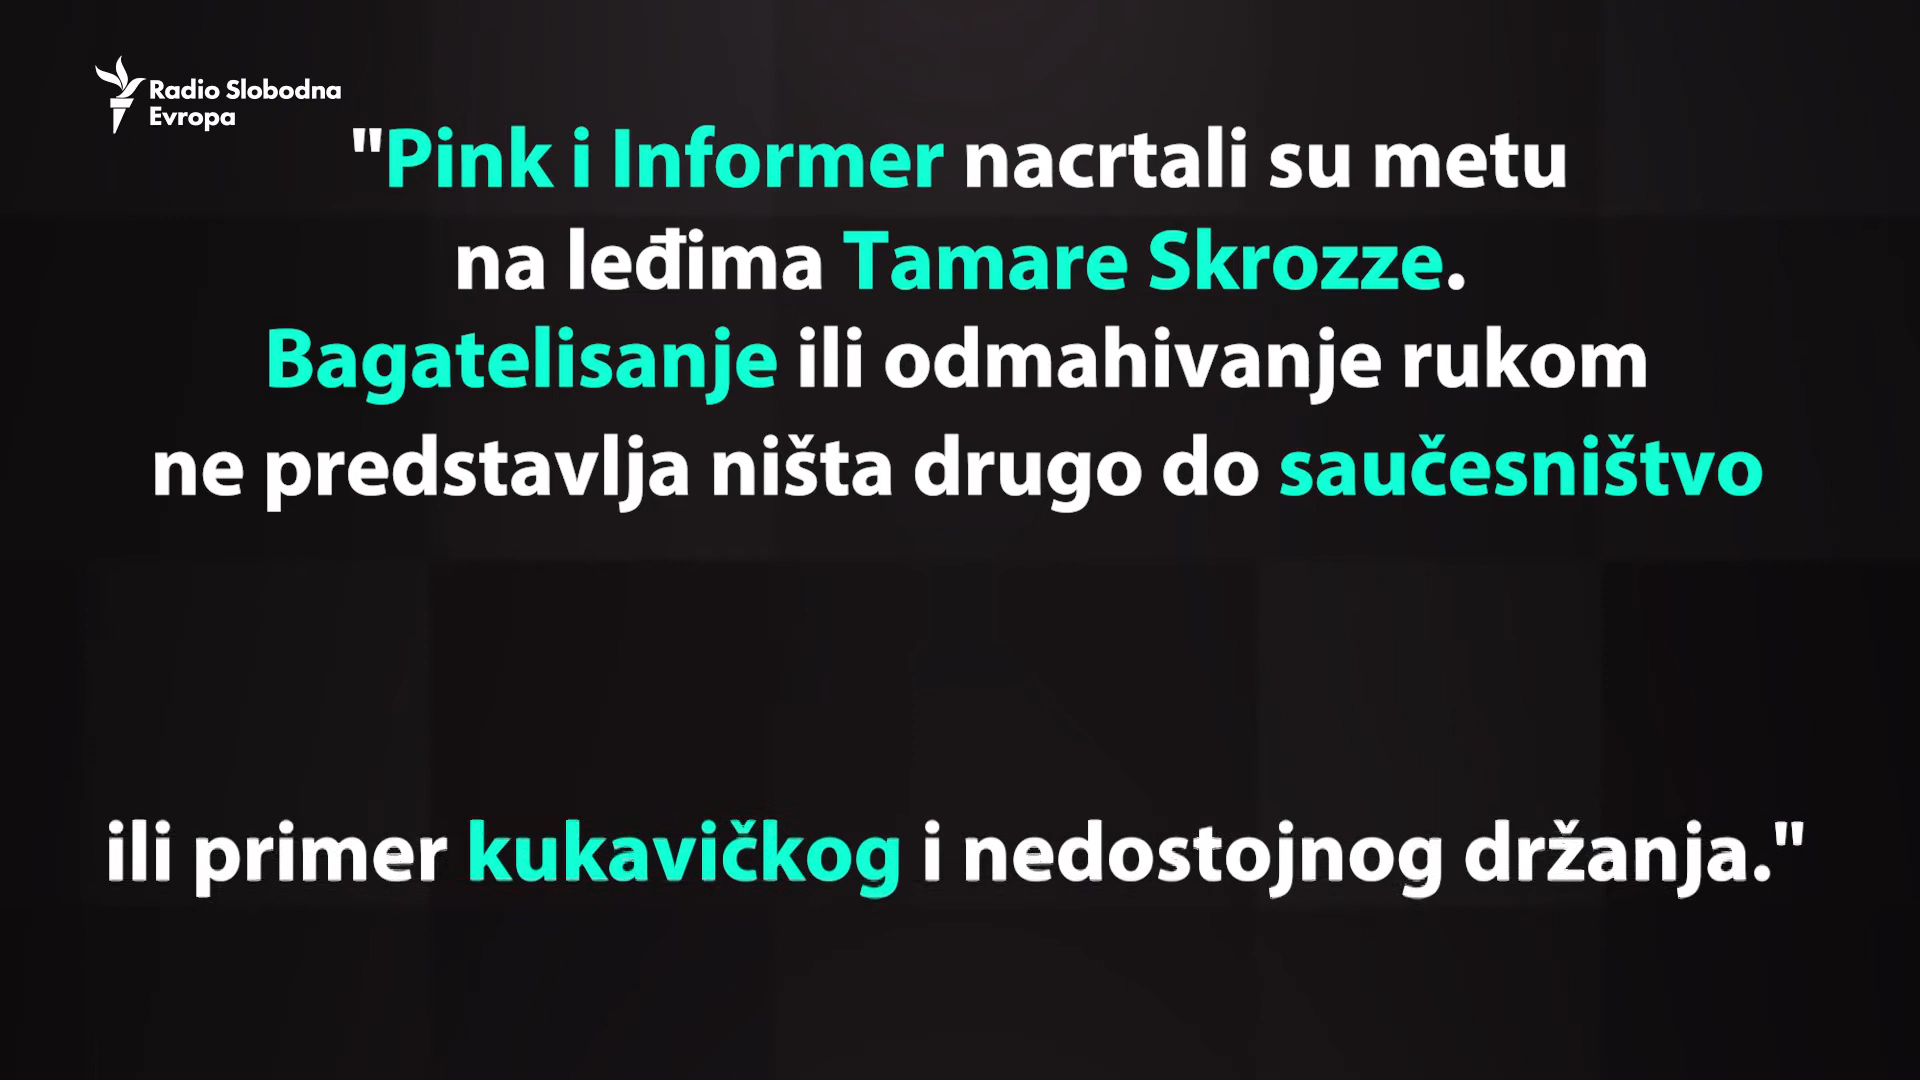 Radio Slobodna
Evropa
"Pink i Informer nacrtali su metu
na leđima Tamare Skrozze.
Bagatelisanje ili odmahivanje rukom
ne predstavlja ništa drugo do saučesništvo
ili primer kukavičkog i nedostojnog držanja."